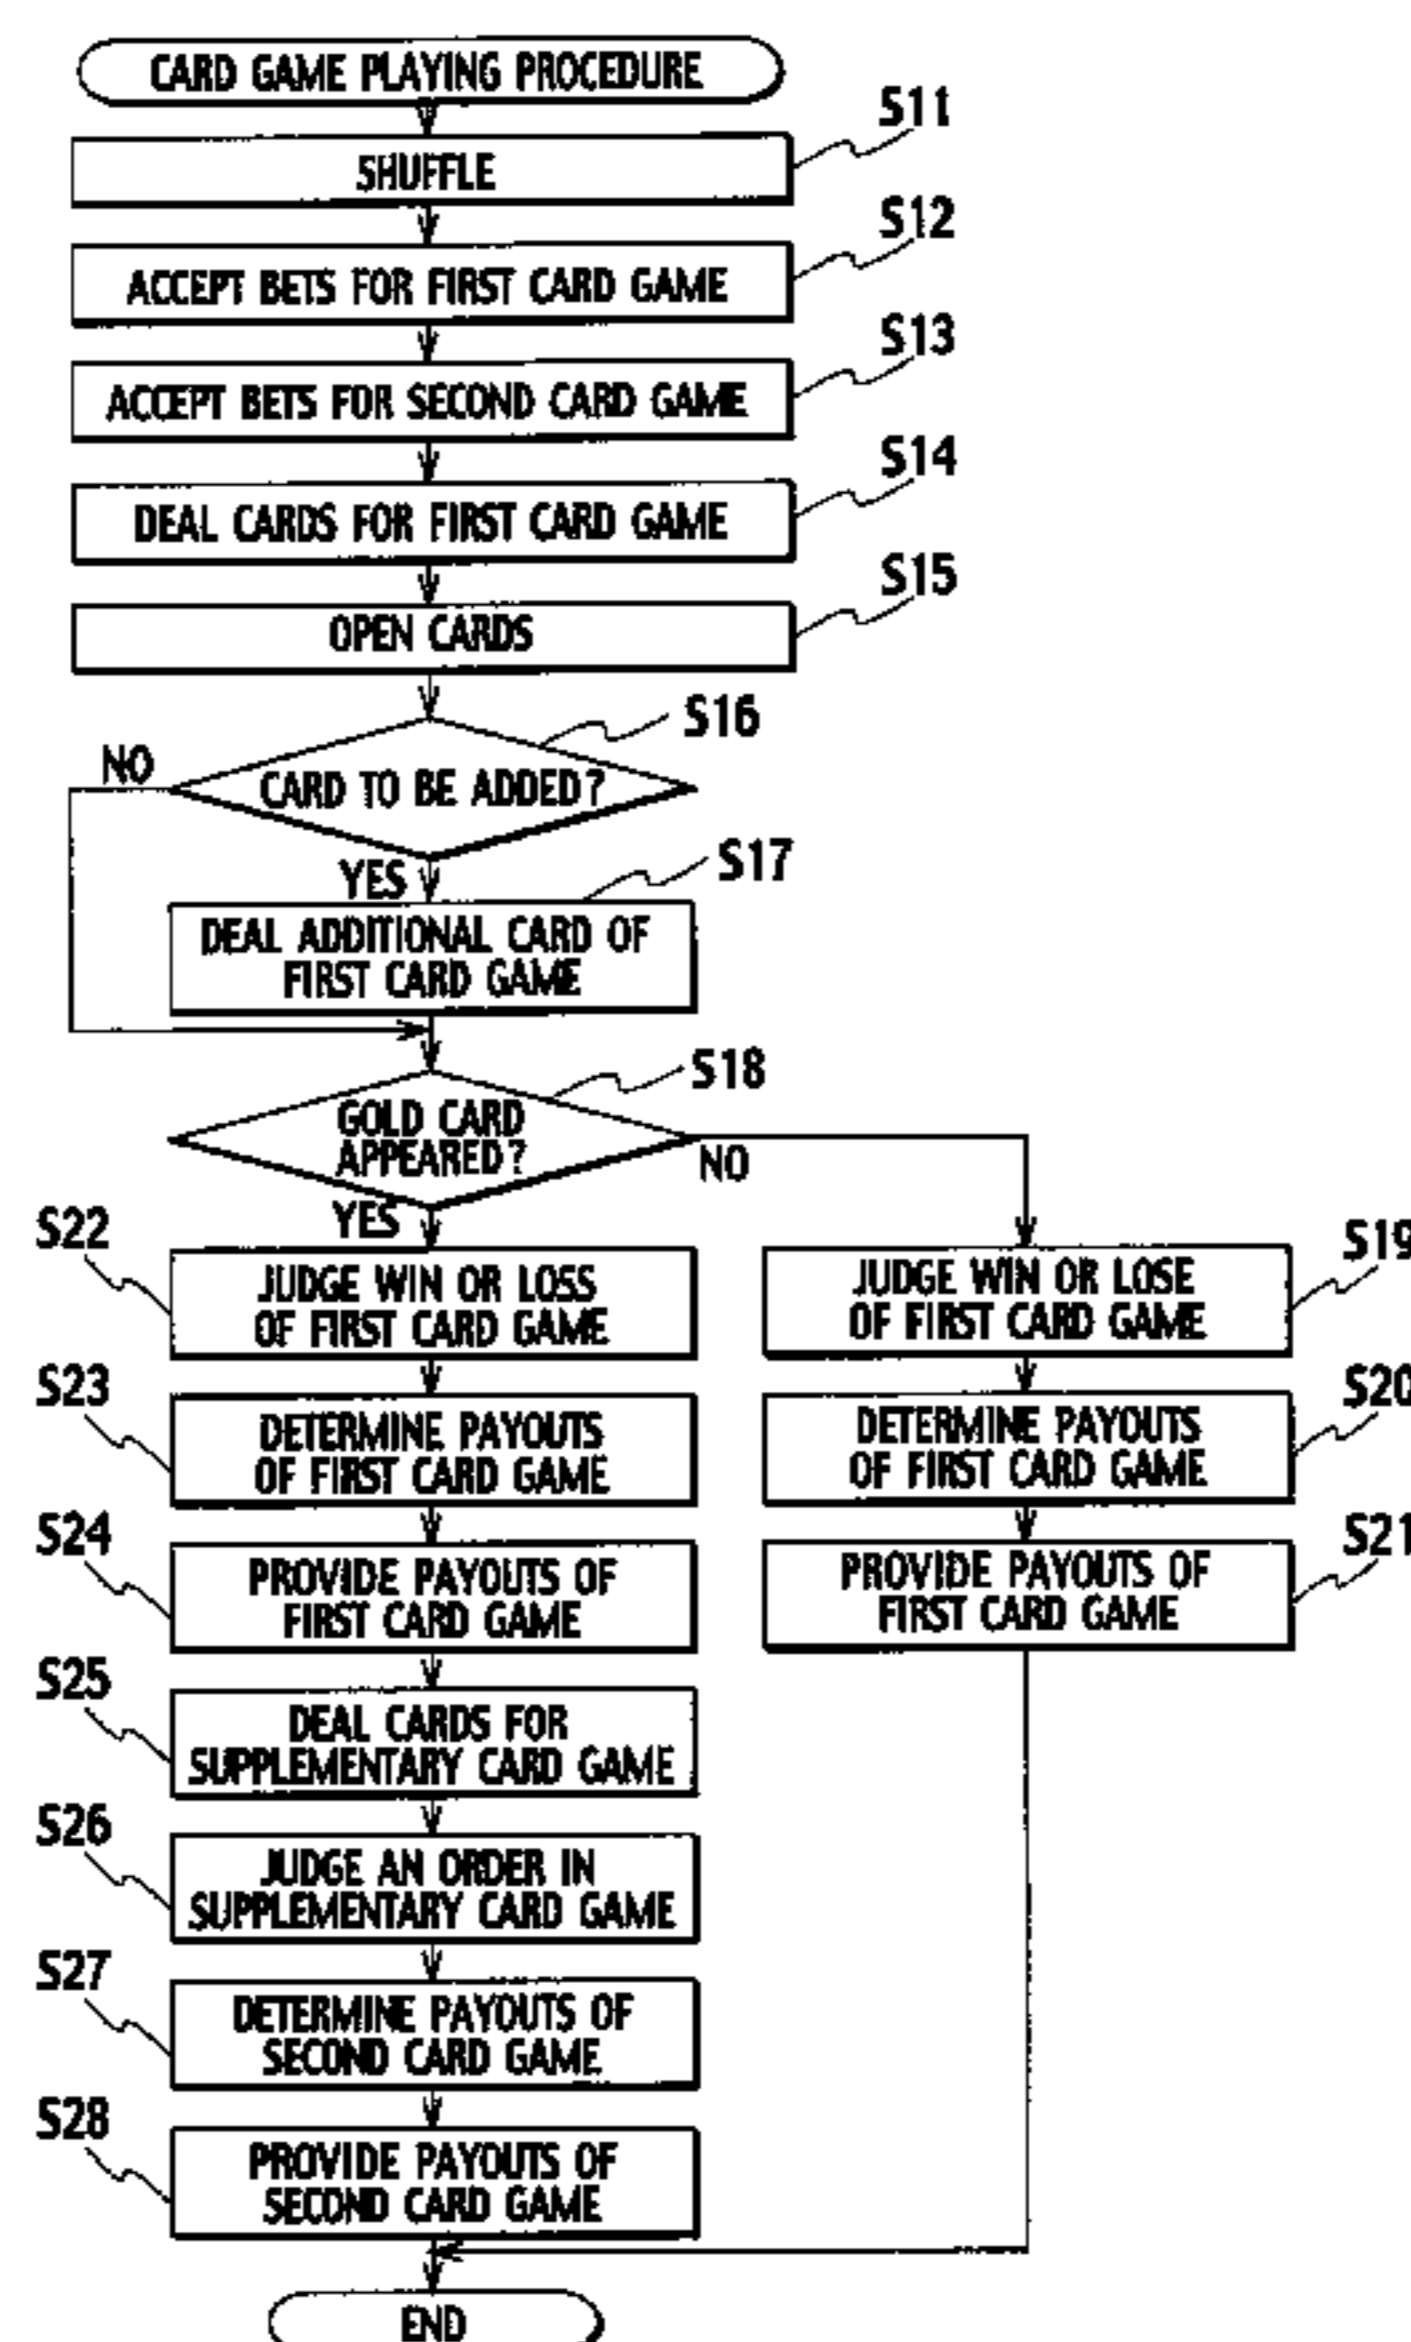 CARD GAME PLAYING PROCEDURE
S11
SHUFFLE
S12
ACCEPT BETS FOR FIRST CARD GAME
S13
ACCEPT BETS FOR SECOND CARD GAME
S14
DEAL CARDS FOR FIRST CARD GAME
S15
OPEN CARDS
S16
NO
CARD TO BE ADDED?
YES
S17
DEAL ADDITIONAL CARD OF
FIRST CARD GAME
S18
GOLD CARD
APPEARED?
NO
YES
S22
JUDGE WIN OR LOSS
OF FIRST CARD GAME
S19
JUDGE WIN OR LOSE
OF FIRST CARD GAME
S23
DETERMINE PAYOUTS
OF FIRST CARD GAME
S20
DETERMINE PAYOUTS
OF FIRST CARD GAME
S24
PROVIDE PAYOUTS OF
FIRST CARD GAME
S21
PROVIDE PAYOUTS OF
FIRST CARD GAME
S25
DEAL CARDS FOR
SUPPLEMENTARY CARD GAME
S26
JUDGE AN ORDER IN
SUPPLEMENTARY CARD GAME
S27
DETERMINE PAYOUTS OF
SECOND CARD GAME
S28
PROVIDE PAYOUTS OF
SECOND CARD GAME
END